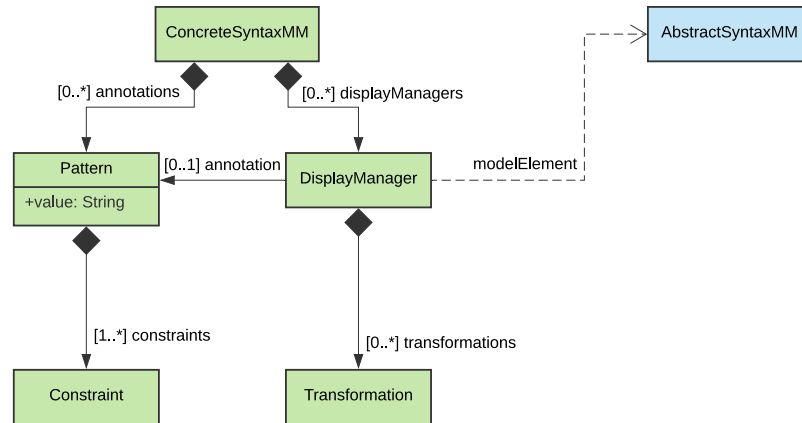 ConcreteSyntaxMM
AbstractSyntaxMM
[0..*] annotations
[0..*] displayManagers
Pattern
+value: String
[0..1] annotation
DisplayManager
modelElement
[1..*] constraints
[0..*] transformations
Constraint
Transformation